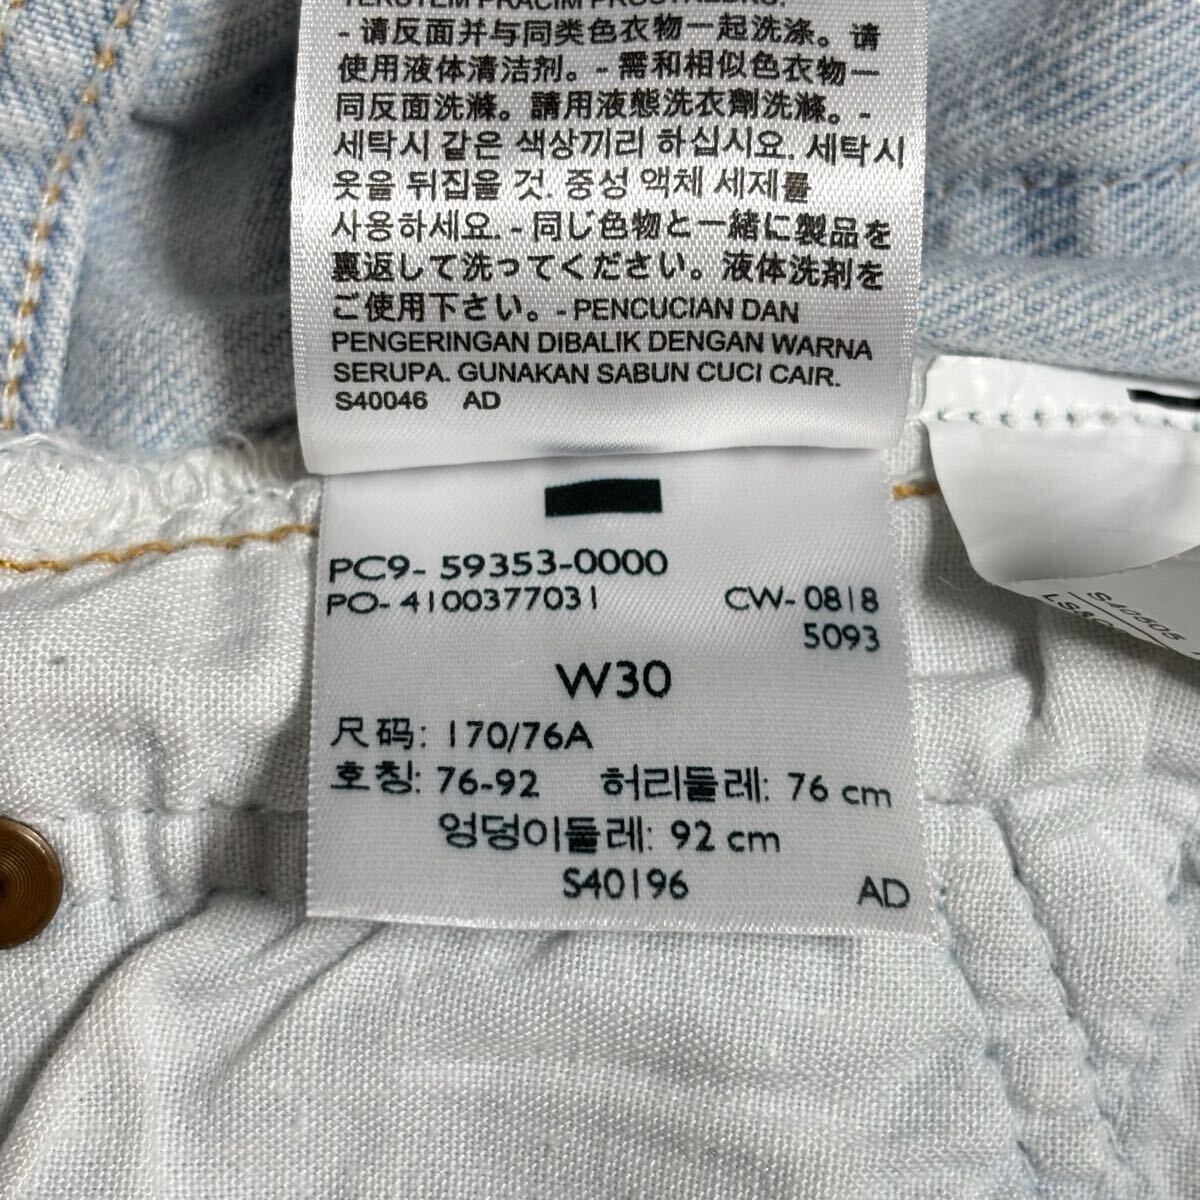 TERSTEM PRACIM PROSTREDKU.
- 请反面并与同类色衣物一起洗涤。请
使用液体清洁剂。- 需和相似色衣物一
同反面洗滌。請用液態洗衣劑洗滌。-
세탁시 같은 색상끼리 하십시요. 세탁시
옷을 뒤집을 것. 중성 액체 세제를
사용하세요. - 同じ色物と一緒に製品を
裏返して洗ってください。液体洗剤を
ご使用下さい。- PENCUCIAN DAN
PENGERINGAN DIBALIK DENGAN WARNA
SERUPA. GUNAKAN SABUN CUCI CAIR.
S40046 AD
PC9- 59353-0000
PO- 4100377031 CW- 0818
5093
W30
尺码: 170/76A
호칭: 76-92 허리둘레: 76 cm
엉덩이둘레: 92 cm
S40196 AD
S40505